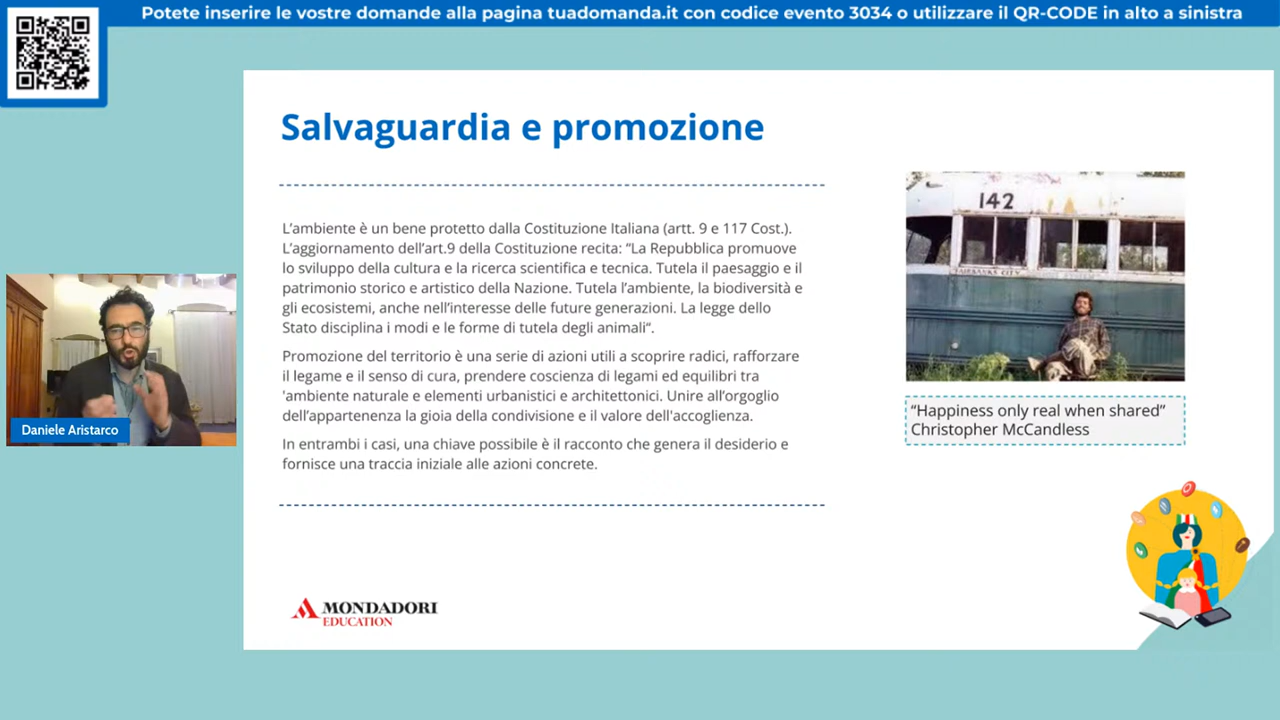 Potete inserire le vostre domande alla pagina tuadomanda.it con codice evento 3034 o utilizzare il QR-CODE in alto a sinistra
Salvaguardia e promozione
L’ambiente è un bene protetto dalla Costituzione Italiana (artt. 9 e 117 Cost.).
L’aggiornamento dell’art.9 della Costituzione recita: “La Repubblica promuove
lo sviluppo della cultura e la ricerca scientifica e tecnica. Tutela il paesaggio e il
patrimonio storico e artistico della Nazione. Tutela l’ambiente, la biodiversità e
gli ecosistemi, anche nell’interesse delle future generazioni. La legge dello
Stato disciplina i modi e le forme di tutela degli animali”.
Promozione del territorio è una serie di azioni utili a scoprire radici, rafforzare
il legame e il senso di cura, prendere coscienza di legami ed equilibri tra
'ambiente naturale e elementi urbanistici e architettonici. Unire all’orgoglio
dell’appartenenza la gioia della condivisione e il valore dell'accoglienza.
In entrambi i casi, una chiave possibile è il racconto che genera il desiderio e
fornisce una traccia iniziale alle azioni concrete.
142
FAIRBANKS CITY
“Happiness only real when shared”
Christopher McCandless
Daniele Aristarco
MONDADORI
EDUCATION